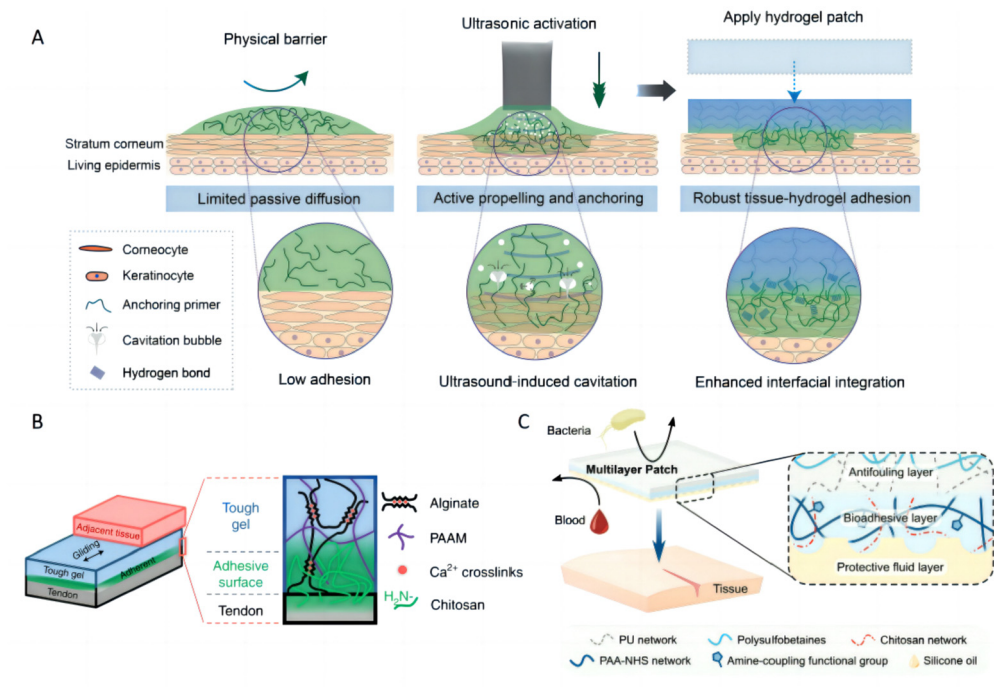 A
Physical barrier
Ultrasonic activation
Apply hydrogel patch
Stratum corneum
Living epidermis
Limited passive diffusion
Active propelling and anchoring
Robust tissue-hydrogel adhesion
Corneocyte
Keratinocyte
Anchoring primer
Cavitation bubble
Hydrogen bond
Low adhesion
Ultrasound-induced cavitation
Enhanced interfacial integration
B
Adjacent tissue
Gliding
Tough gel
Adherent
Tendon
Tough
gel
Adhesive
surface
Tendon
Alginate
PAAM
Ca²⁺ crosslinks
H₂N-
Chitosan
C
Bacteria
Multilayer Patch
Blood
Tissue
Antifouling layer
Bioadhesive layer
Protective fluid layer
PU network
Polysulfobetaines
Chitosan network
PAA-NHS network
Amine-coupling functional group
Silicone oil